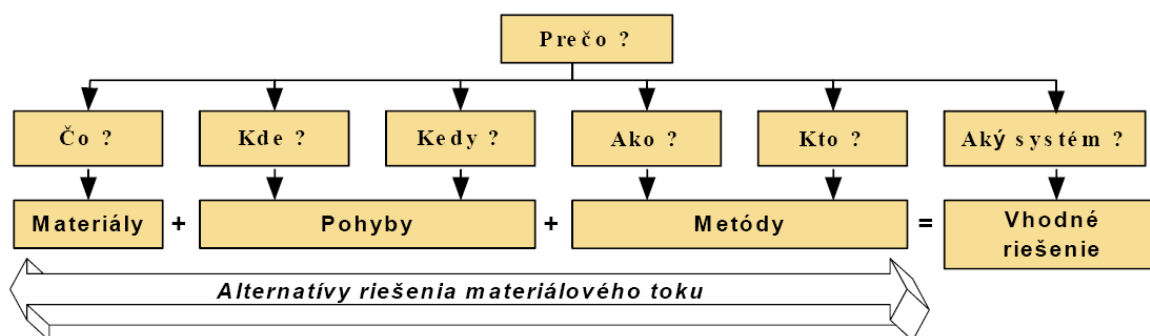 Prečo ?
Čo ? Kde ? Kedy ? Ako ? Kto ? Aký systém ?
Materiály + Pohyby + Metódy = Vhodné
riešenie
Alternatívy riešenia materiálového toku